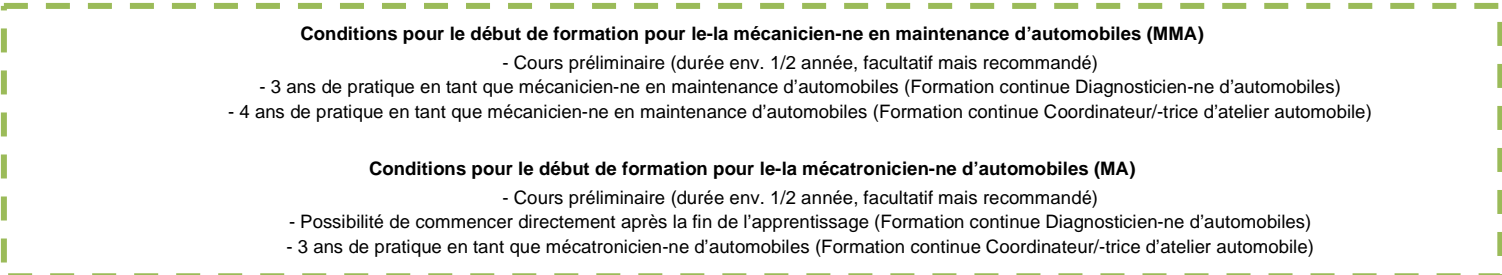 Conditions pour le début de formation pour le-la mécanicien-ne en maintenance d'automobiles (MMA)
- Cours préliminaire (durée env. 1/2 année, facultatif mais recommandé)
- 3 ans de pratique en tant que mécanicien-ne en maintenance d'automobiles (Formation continue Diagnosticien-ne d'automobiles)
- 4 ans de pratique en tant que mécanicien-ne en maintenance d'automobiles (Formation continue Coordinateur/-trice d'atelier automobile)
Conditions pour le début de formation pour le-la mécatronicien-ne d'automobiles (MA)
- Cours préliminaire (durée env. 1/2 année, facultatif mais recommandé)
- Possibilité de commencer directement après la fin de l'apprentissage (Formation continue Diagnosticien-ne d'automobiles)
- 3 ans de pratique en tant que mécatronicien-ne d'automobiles (Formation continue Coordinateur/-trice d'atelier automobile)